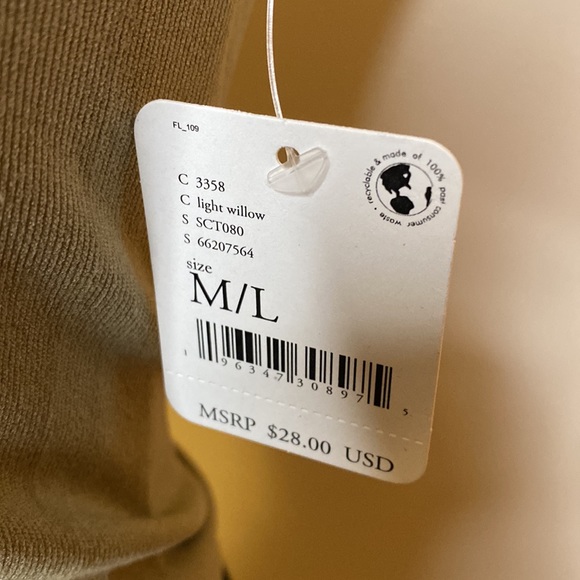 FL_109
recyclable & made of 100% post consumer waste •
C 3358
C light willow
S SCT080
S 66207564
size
M/L
1 96347 30897 5
MSRP $28.00 USD